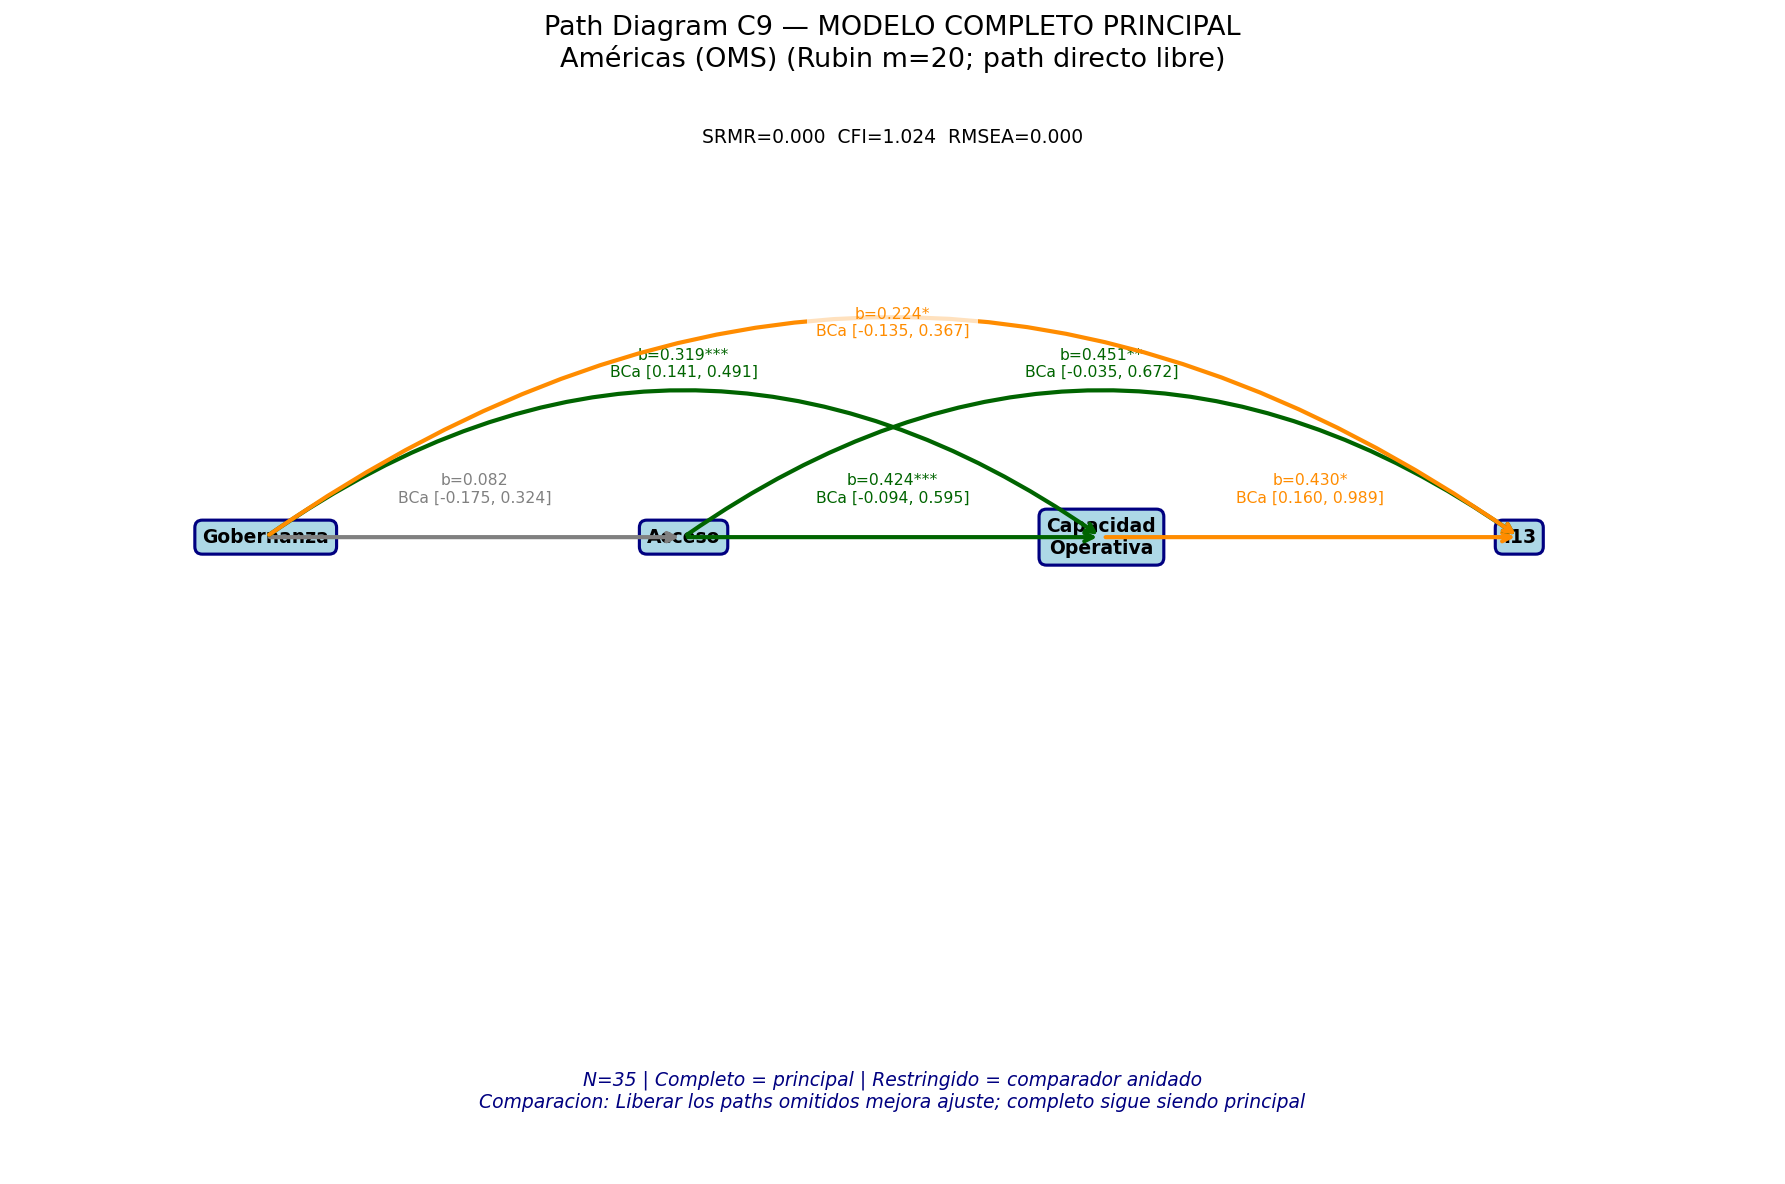 Path Diagram C9 — MODELO COMPLETO PRINCIPAL
Américas (OMS) (Rubin m=20; path directo libre)
SRMR=0.000 CFI=1.024 RMSEA=0.000
b=0.224*
BCa [-0.135, 0.367]
b=0.319***
BCa [0.141, 0.491]
b=0.451**
BCa [-0.035, 0.672]
b=0.082
BCa [-0.175, 0.324]
b=0.424***
BCa [-0.094, 0.595]
b=0.430*
BCa [0.160, 0.989]
Gobernanza
Acceso
Capacidad
Operativa
N=35 | Completo = principal | Restringido = comparador anidado
Comparacion: Liberar los paths omitidos mejora ajuste; completo sigue siendo principal